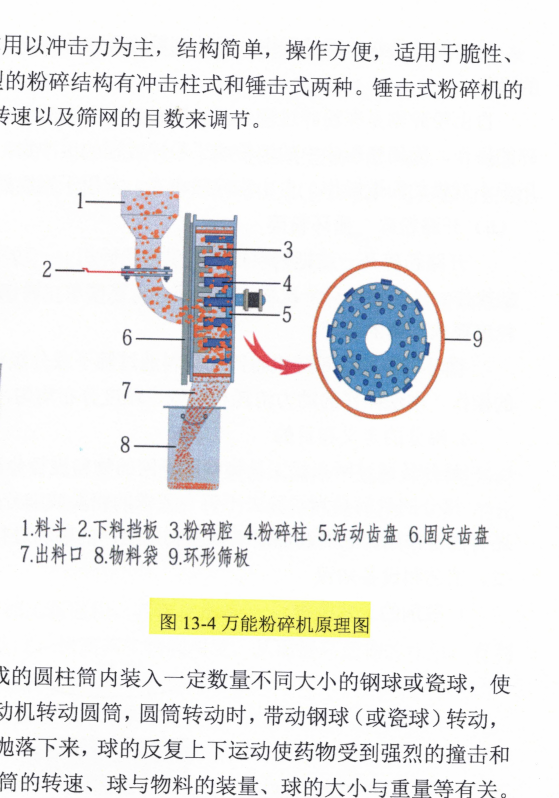 用以冲击力为主，结构简单，操作方便，适用于脆性、
的粉碎结构有冲击柱式和锤击式两种。锤击式粉碎机的
转速以及筛网的目数来调节。
1
2
3
4
5
6
7
8
9
1.料斗 2.下料挡板 3.粉碎腔 4.粉碎柱 5.活动齿盘 6.固定齿盘
7.出料口 8.物料袋 9.环形筛板
图 13-4 万能粉碎机原理图
的圆柱筒内装入一定数量不同大小的钢球或瓷球，使
动机转动圆筒，圆筒转动时，带动钢球（或瓷球）转动，
抛落下来，球的反复上下运动使药物受到强烈的撞击和
筒的转速、球与物料的装量、球的大小与重量等有关。